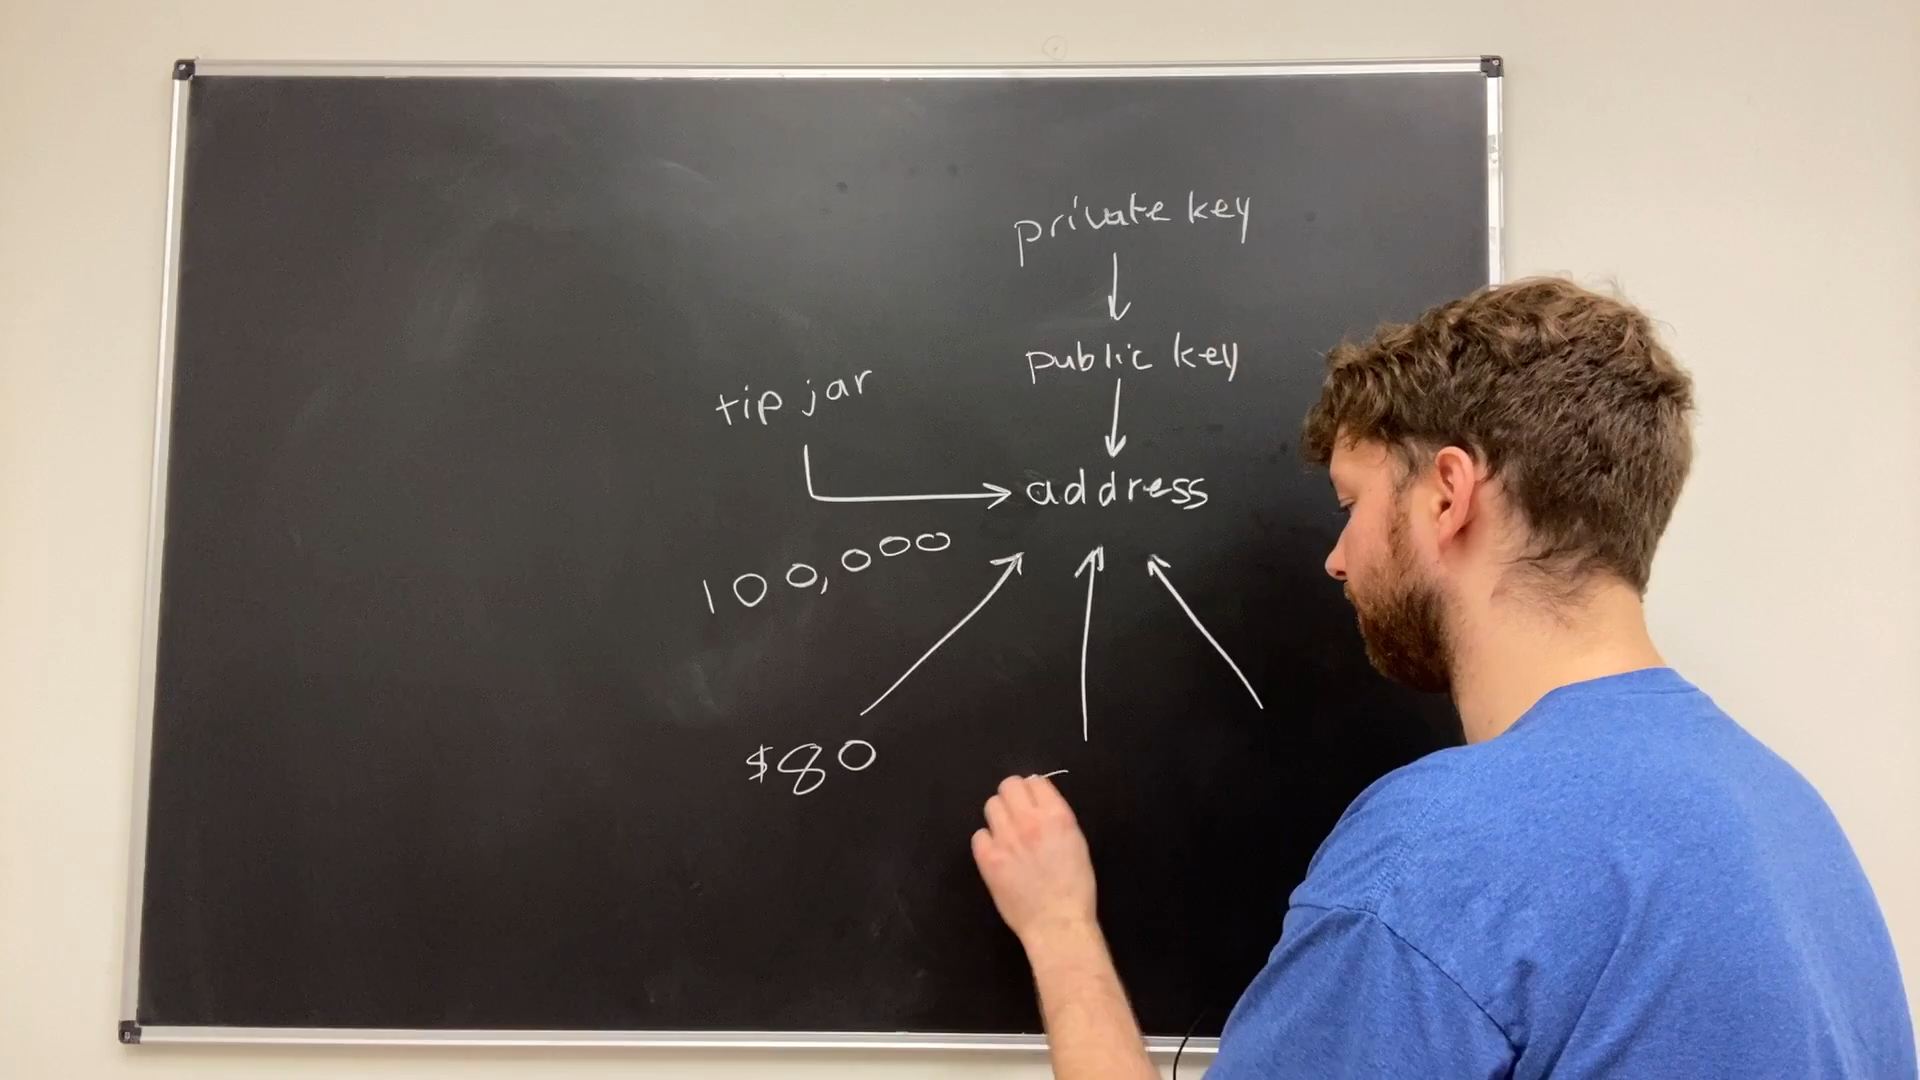 private key
public key
tip jar
address
100,000
$80